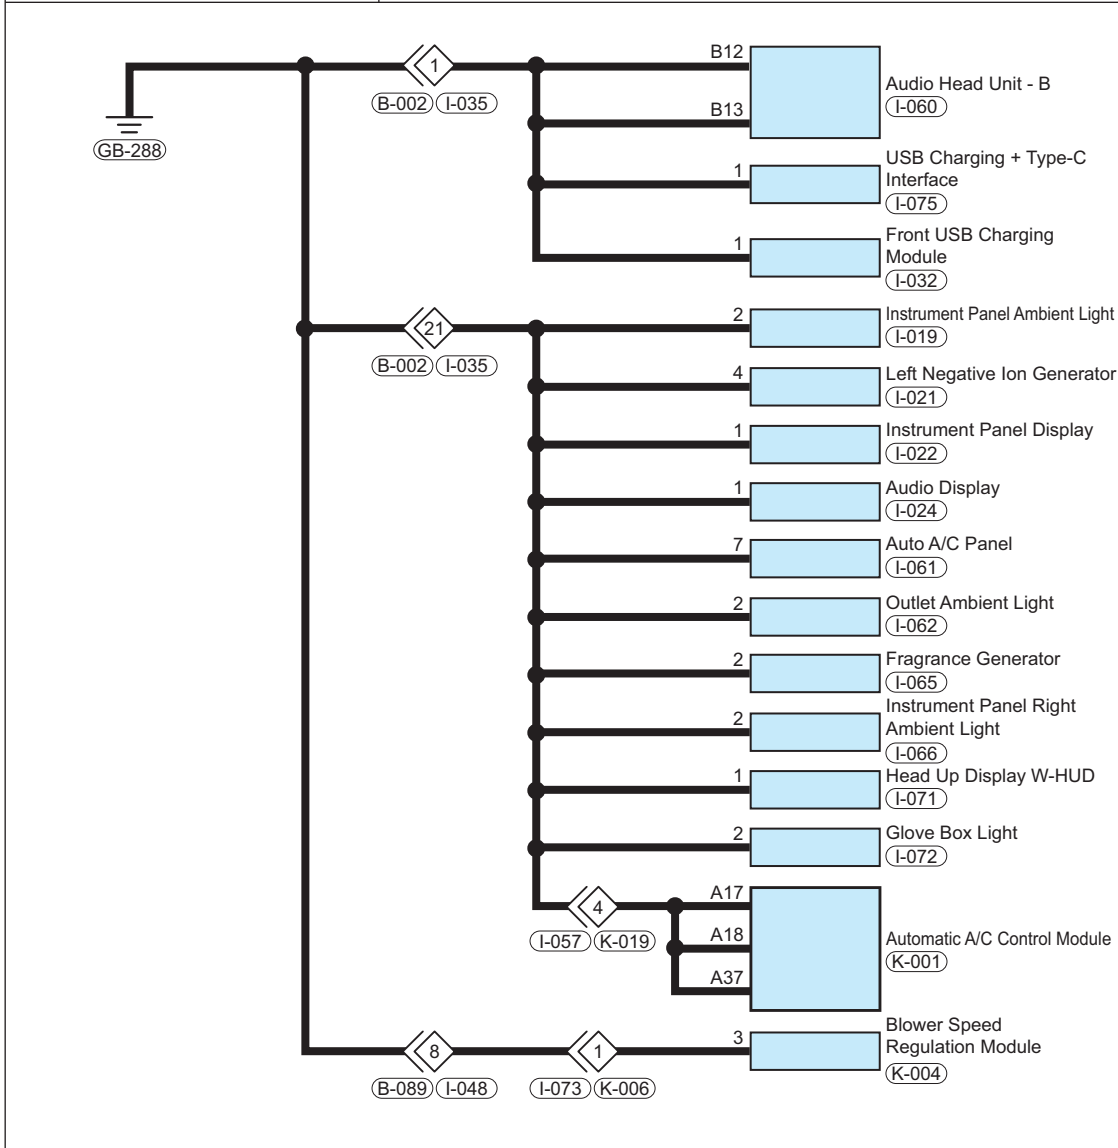 1
B12
B-002 I-035
B13
Audio Head Unit - B
I-060
GB-288
1
USB Charging + Type-C
Interface
I-075
1
Front USB Charging
Module
I-032
21
B-002 I-035
2
Instrument Panel Ambient Light
I-019
4
Left Negative Ion Generator
I-021
1
Instrument Panel Display
I-022
1
Audio Display
I-024
7
Auto A/C Panel
I-061
2
Outlet Ambient Light
I-062
2
Fragrance Generator
I-065
2
Instrument Panel Right
Ambient Light
I-066
1
Head Up Display W-HUD
I-071
2
Glove Box Light
I-072
4
I-057 K-019
A17
A18
A37
Automatic A/C Control Module
K-001
8
B-089 I-048
1
I-073 K-006
3
Blower Speed
Regulation Module
K-004